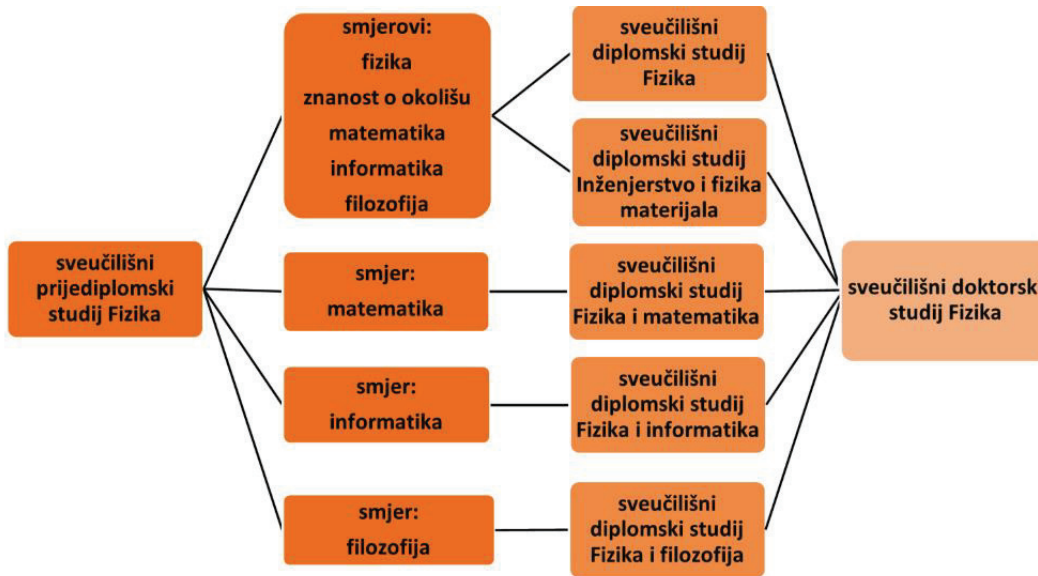 sveučilišni
prijediplomski
studij Fizika
smjerovi:
fizika
znanost o okolišu
matematika
informatika
filozofija
smjer:
matematika
smjer:
informatika
smjer:
filozofija
sveučilišni
diplomski studij
Fizika
sveučilišni
diplomski studij
Inženjerstvo i fizika
materijala
sveučilišni
diplomski studij
Fizika i matematika
sveučilišni
diplomski studij
Fizika i informatika
sveučilišni
diplomski studij
Fizika i filozofija
sveučilišni doktorsk
studij Fizika